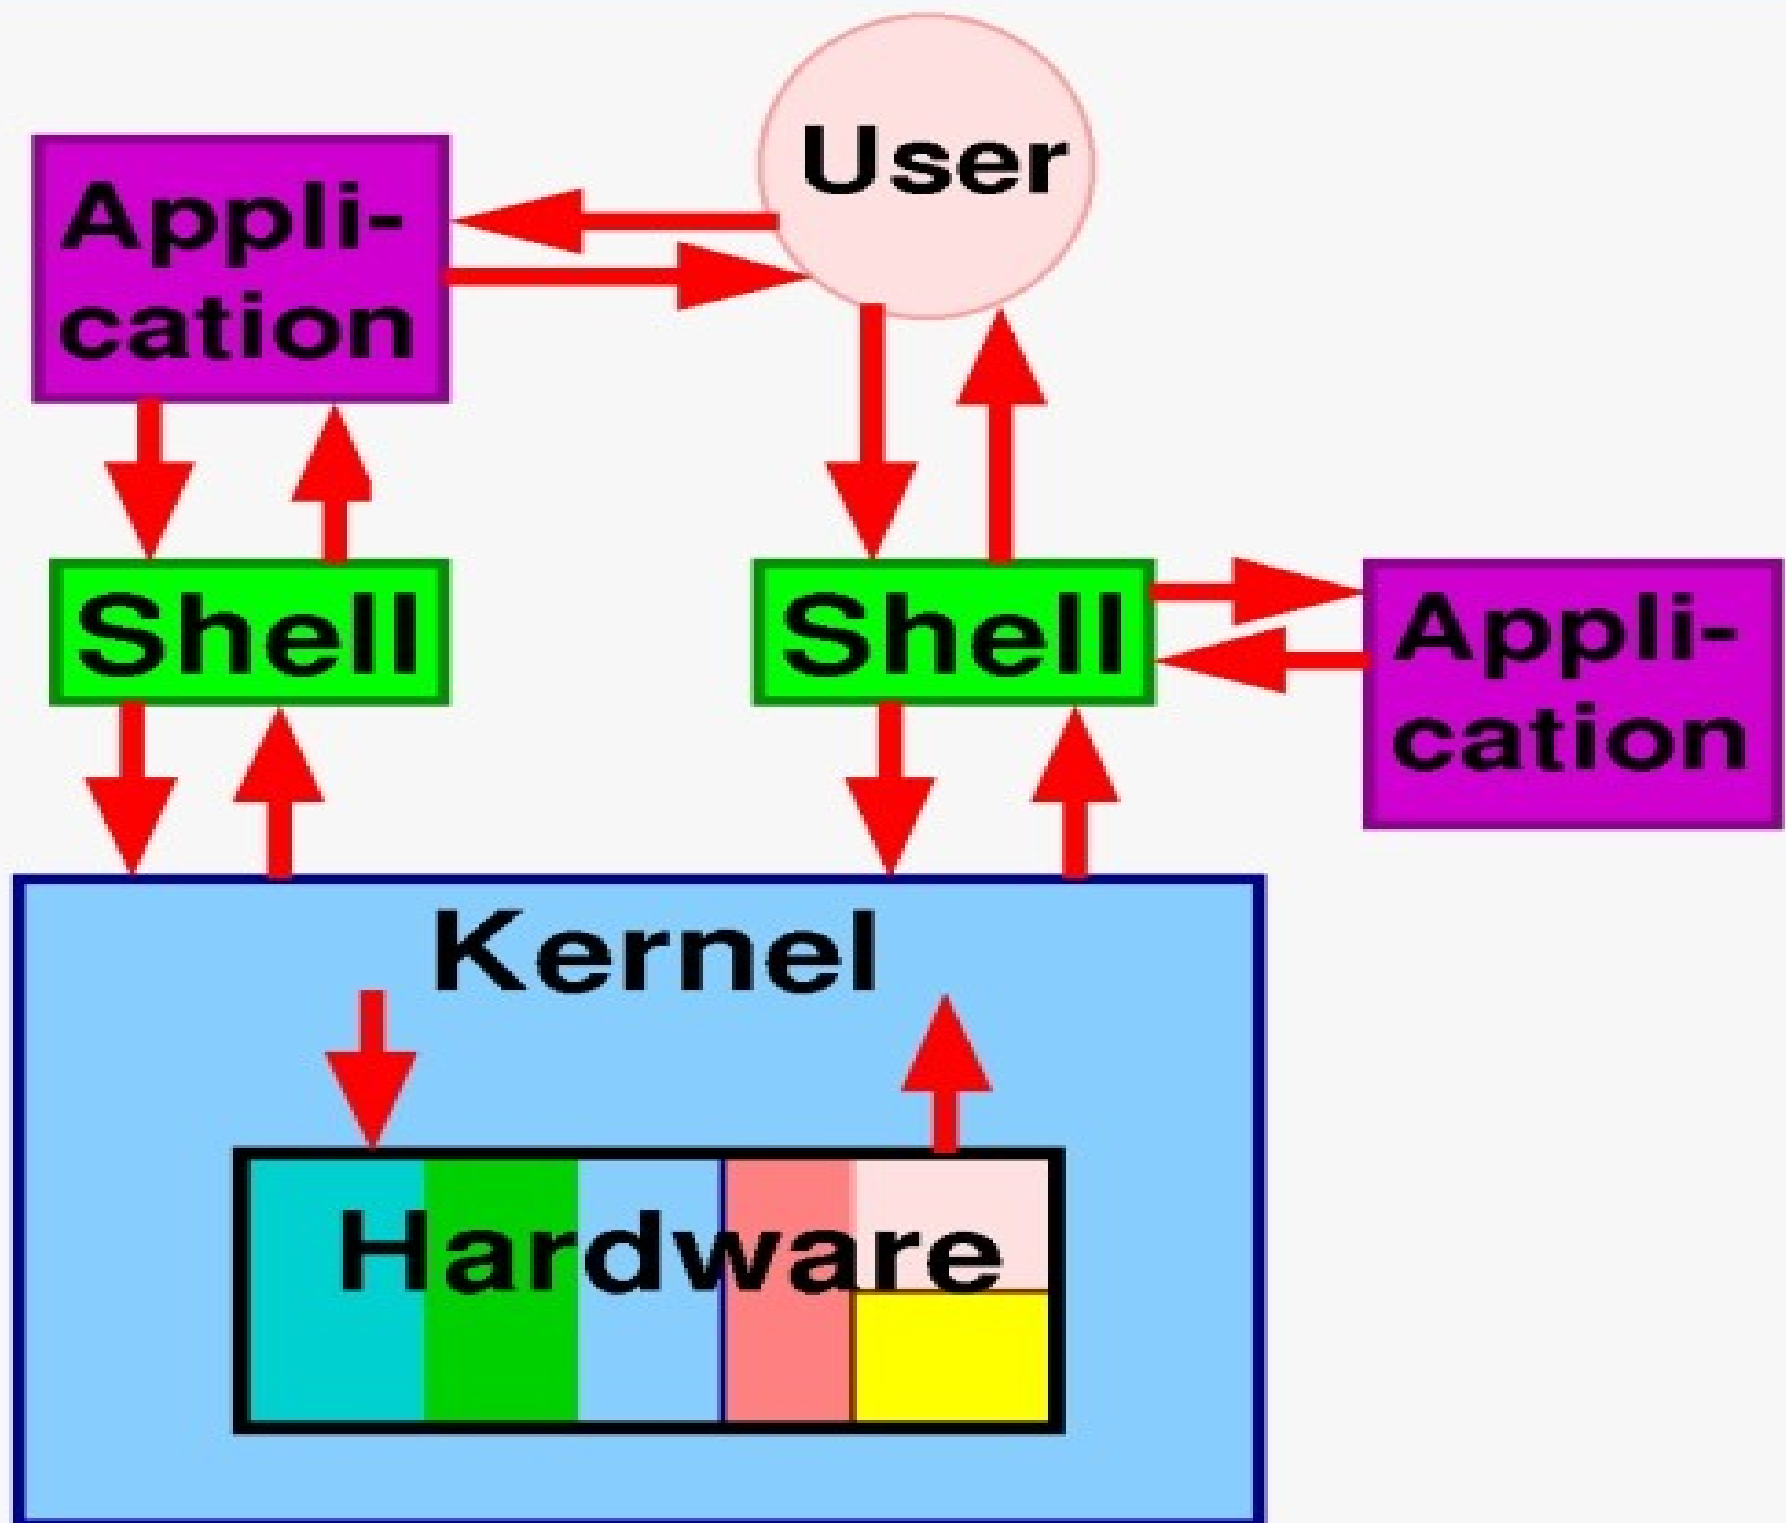 User
Appli-
cation
Shell
Shell
Appli-
cation
Kernel
Hardware